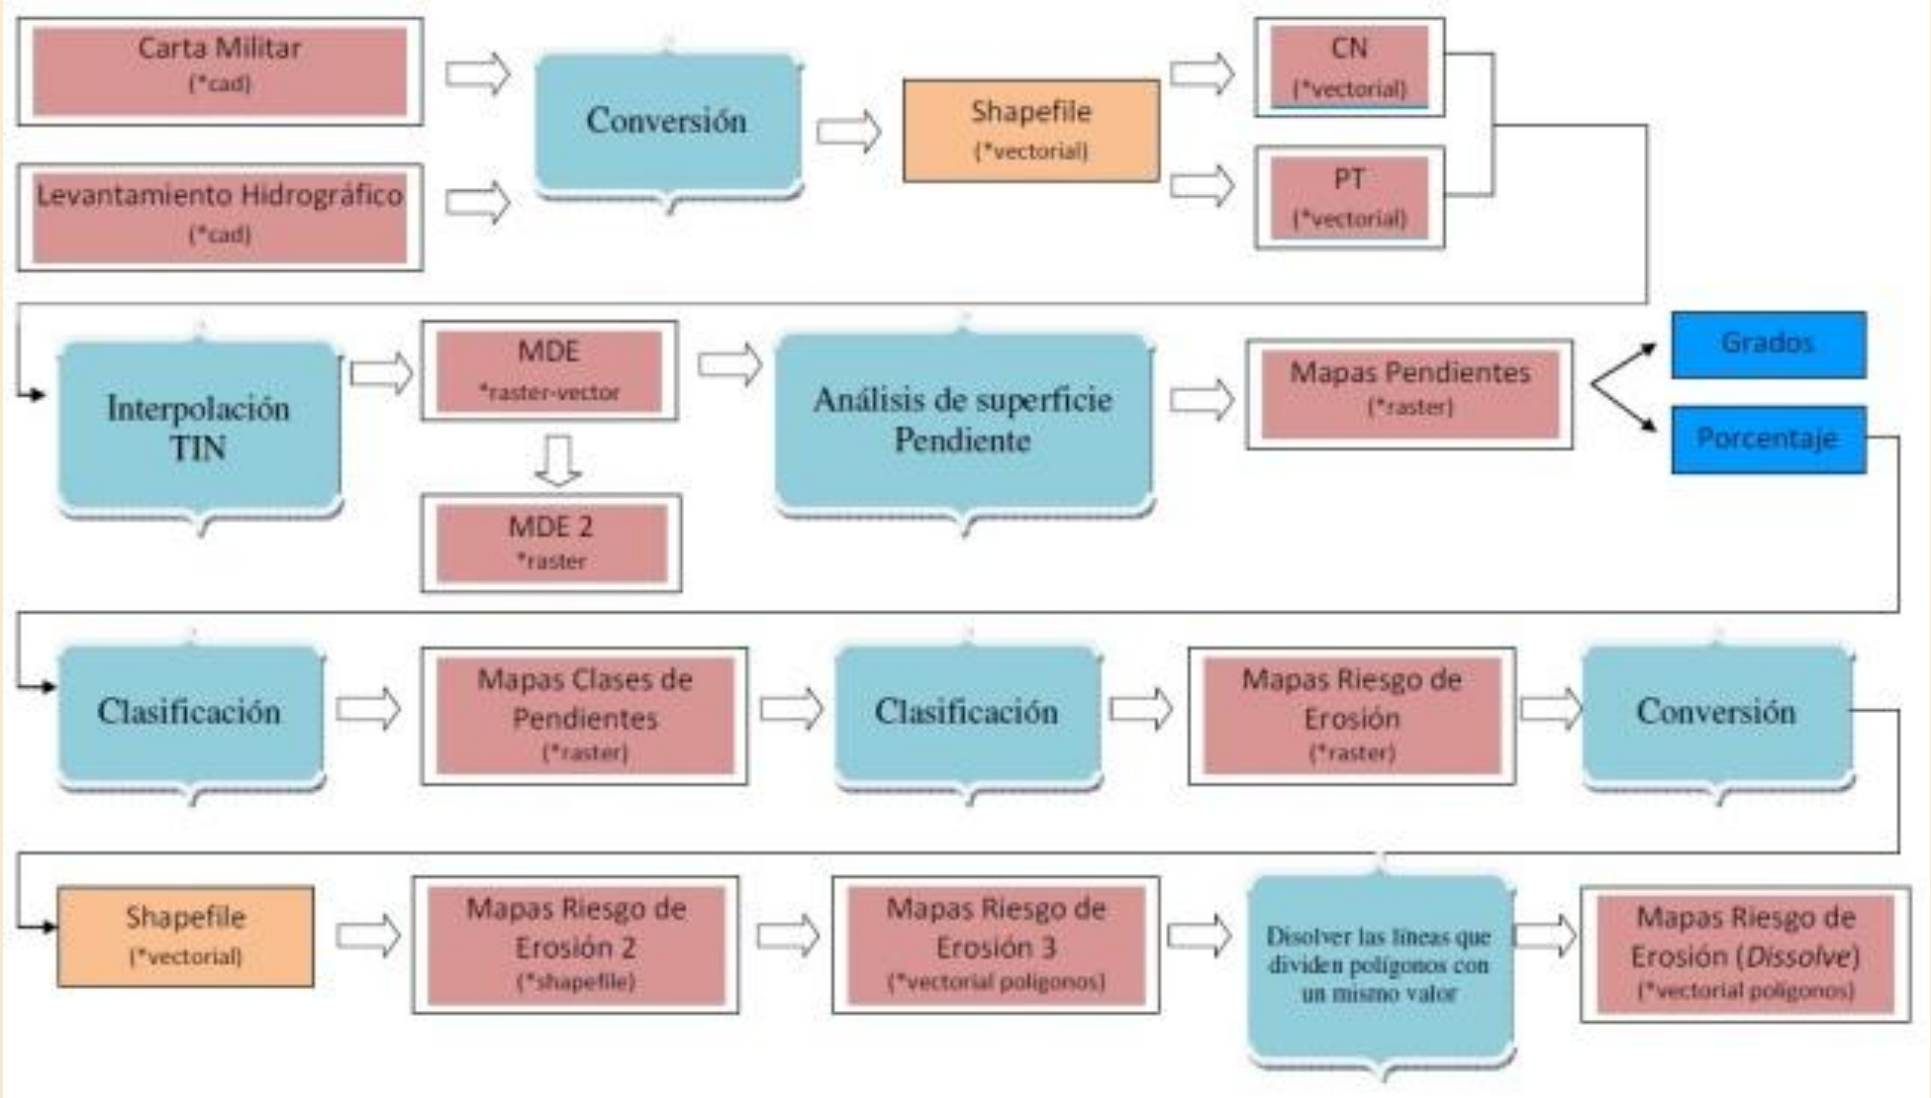 Carta Militar
(*cad)
Conversión
Shapefile
(*vectorial)
CN
(*vectorial)
PT
(*vectorial)
Levantamiento Hidrográfico
(*cad)
Interpolación
TIN
MDE
*raster-vector
MDE 2
*raster
Análisis de superficie
Pendiente
Mapas Pendientes
(*raster)
Grados
Porcentaje
Clasificación
Mapas Clases de
Pendientes
(*raster)
Clasificación
Mapas Riesgo de
Erosión
(*raster)
Conversión
Shapefile
(*vectorial)
Mapas Riesgo de
Erosión 2
(*shapefile)
Mapas Riesgo de
Erosión 3
(*vectorial poligonos)
Disolver las líneas que
dividen polígonos con
un mismo valor
Mapas Riesgo de
Erosión (Dissolve)
(*vectorial polígonos)